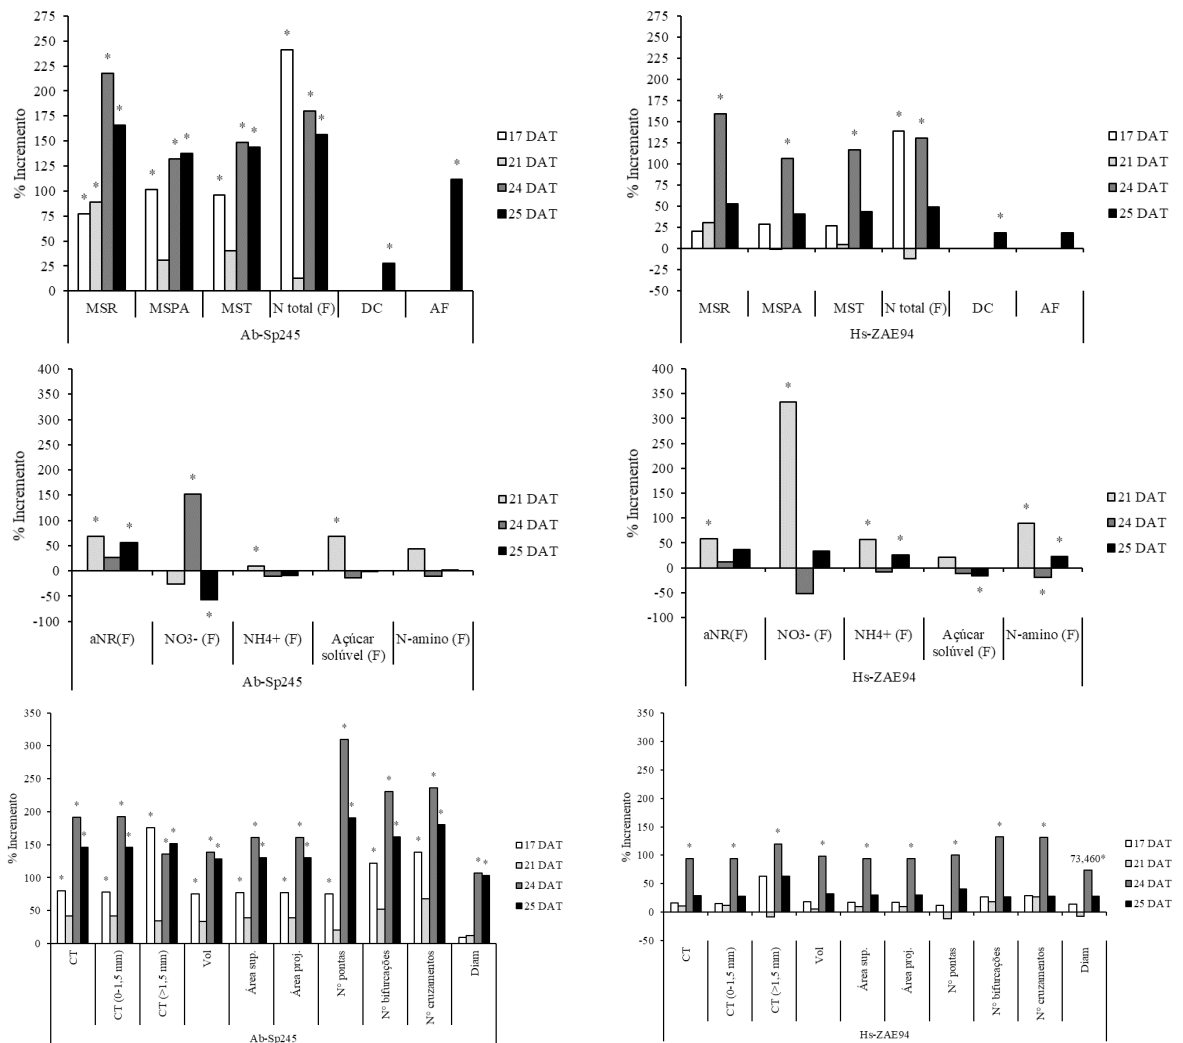 % Incremento
275
250
225
200
175
150
125
100
75
50
25
0
* * * *
* * *
* * *
* * *
*
*
MSR MSPA MST N total (F) DC AF
Ab-Sp245
17 DAT
21 DAT
24 DAT
25 DAT
% Incremento
275
250
225
200
175
150
125
100
75
50
25
0
-25
-50
*
*
*
* *
*
MSR MSPA MST N total (F) DC AF
Hs-ZAE94
17 DAT
21 DAT
24 DAT
25 DAT
% Incremento
400
350
300
250
200
150
100
50
0
-50
-100
* *
* *
*
*
aNR(F) NO3- (F) NH4+ (F) Açúcar solúvel (F) N-amino (F)
Ab-Sp245
21 DAT
24 DAT
25 DAT
% Incremento
400
350
300
250
200
150
100
50
0
-50
-100
*
*
* *
*
* *
aNR(F) NO3- (F) NH4+ (F) Açúcar solúvel (F) N-amino (F)
Hs-ZAE94
21 DAT
24 DAT
25 DAT
% Incremento
350
300
250
200
150
100
50
0
* * *
* * *
* * *
* * *
* * *
* * *
* * *
* * *
* * *
* *
CT
CT (0-1,5 mm)
CT (>1,5 mm)
Vol
Área sup.
Área proj.
N° pontas
N° bifurcações
N° cruzamentos
Diam
Ab-Sp245
17 DAT
21 DAT
24 DAT
25 DAT
% Incremento
350
300
250
200
150
100
50
0
-50
* * * * * * * * *
73,460*
CT
CT (0-1,5 mm)
CT (>1,5 mm)
Vol
Área sup.
Área proj.
N° pontas
N° bifurcações
N° cruzamentos
Diam
Hs-ZAE94
17 DAT
21 DAT
24 DAT
25 DAT